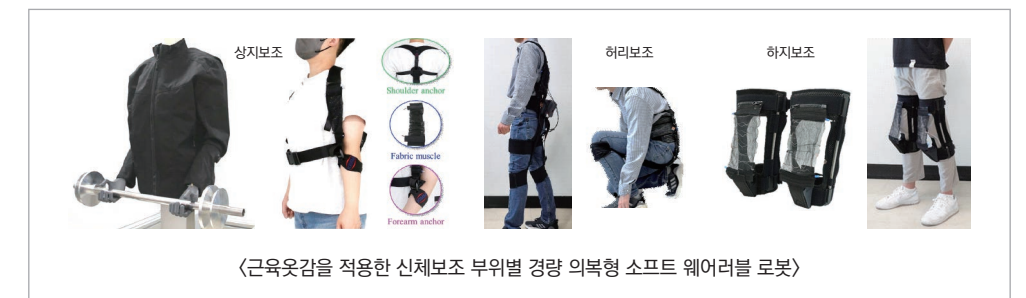 상지보조
Shoulder anchor
Fabric muscle
Forearm anchor
허리보조
하지보조
〈근육옷감을 적용한 신체보조 부위별 경량 의복형 소프트 웨어러블 로봇〉